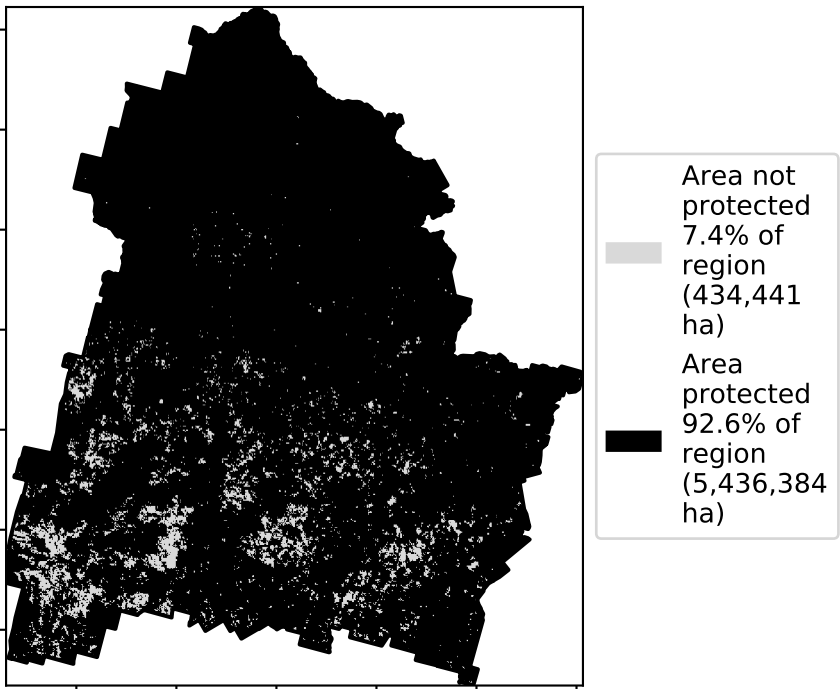 Area not
protected
7.4% of
region
(434,441
ha)
Area
protected
92.6% of
region
(5,436,384
ha)